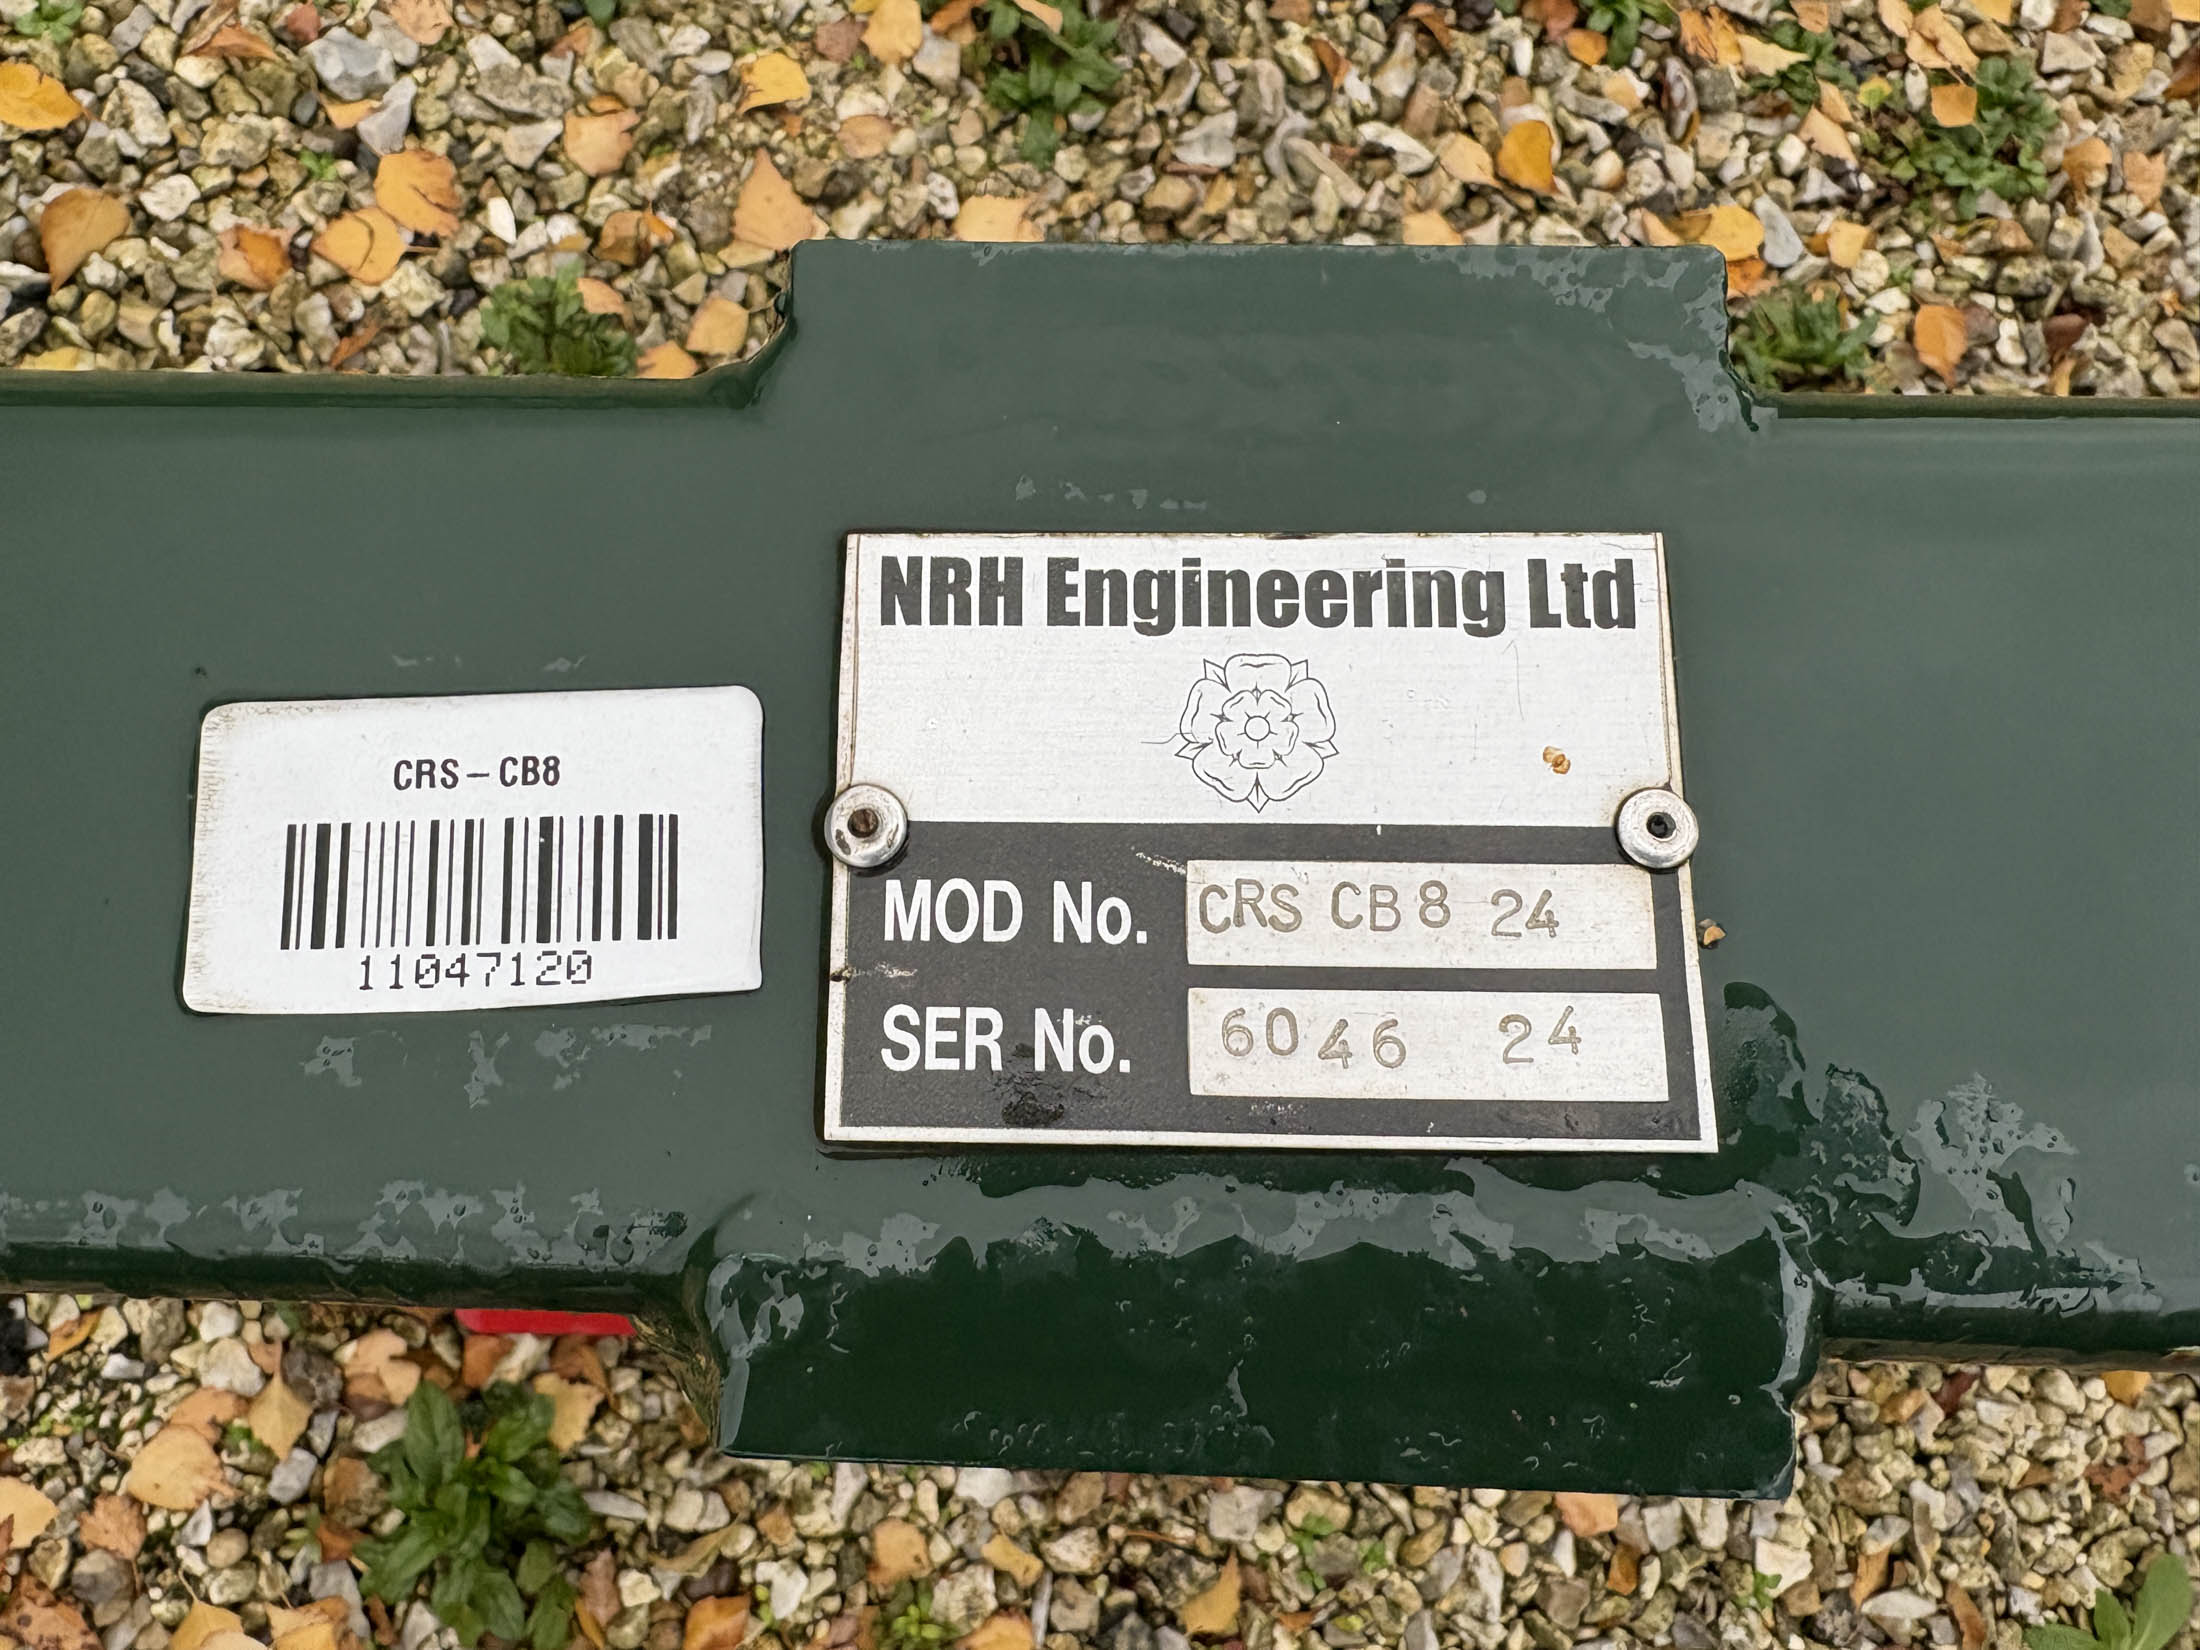 CRS - CB8
11047120
NRH Engineering Ltd
MOD No. CRS CB8 24
SER No. 6046 24